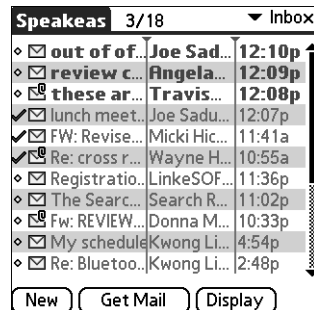 Speakeas 3/18 Inbox
out of of... Joe Sad... 12:10p
review c... Angela... 12:09p
these ar... Travis... 12:08p
lunch meet... Joe Sadu... 12:07p
FW: Revise... Micki Hic... 11:41a
Re: cross r... Wayne H... 10:55a
Registratio... LinkeSOF... 11:36p
The Searc... Search R... 11:02p
Fw: REVIEW... Donna M... 10:33p
My schedule Kwong Li... 4:54p
Re: Bluetoo... Kwong Li... 2:48p
New Get Mail Display